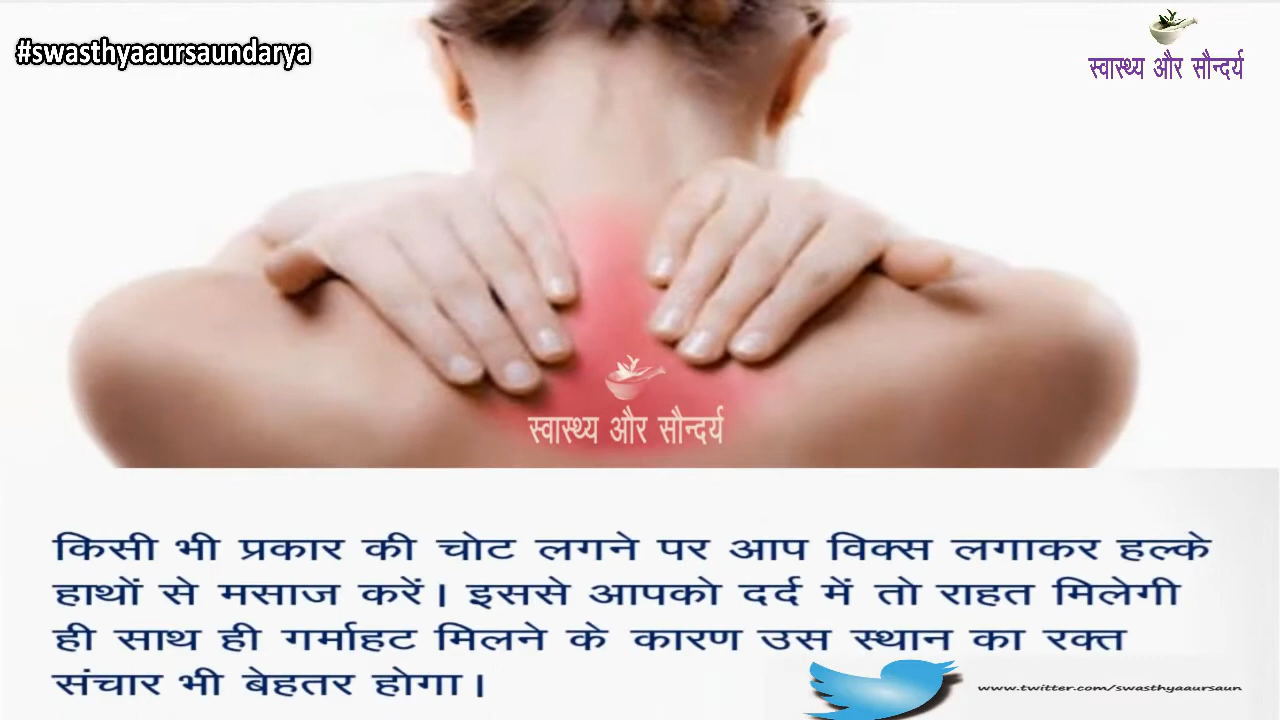 #swasthyaaursaundarya
स्वास्थ्य और सौन्दर्य
स्वास्थ्य और सौन्दर्य
किसी भी प्रकार की चोट लगने पर आप विक्स लगाकर हल्के
हाथों से मसाज करें। इससे आपको दर्द में तो राहत मिलेगी
ही साथ ही गर्माहट मिलने के कारण उस स्थान का रक्त
संचार भी बेहतर होगा।
www.twitter.com/swasthyaaursaun